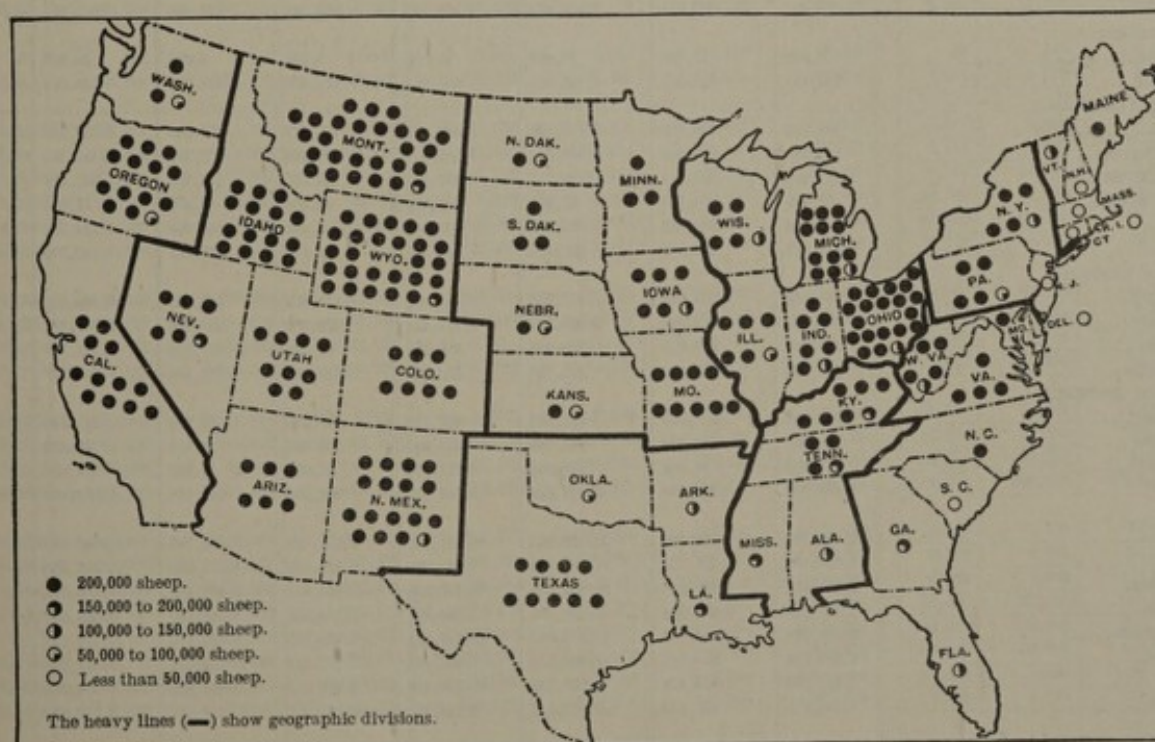 WASH.
OREGON
CAL.
MONT.
IDAHO
WYO.
NEV.
UTAH
COLO.
ARIZ.
N. MEX.
N. DAK.
S. DAK.
NEBR.
KANS.
OKLA.
TEXAS
MINN.
IOWA
MO.
ARK.
LA.
WIS.
MICH.
ILL.
IND.
OHIO
KY.
TENN.
MISS.
ALA.
MAINE
VT.
N.H.
MASS.
R. I.
CT
N. Y.
PA.
N. J.
DEL.
MD.
W. VA.
VA.
N. C.
S. C.
GA.
FLA.
200,000 sheep.
150,000 to 200,000 sheep.
100,000 to 150,000 sheep.
50,000 to 100,000 sheep.
Less than 50,000 sheep.
The heavy lines (▬) show geographic divisions.